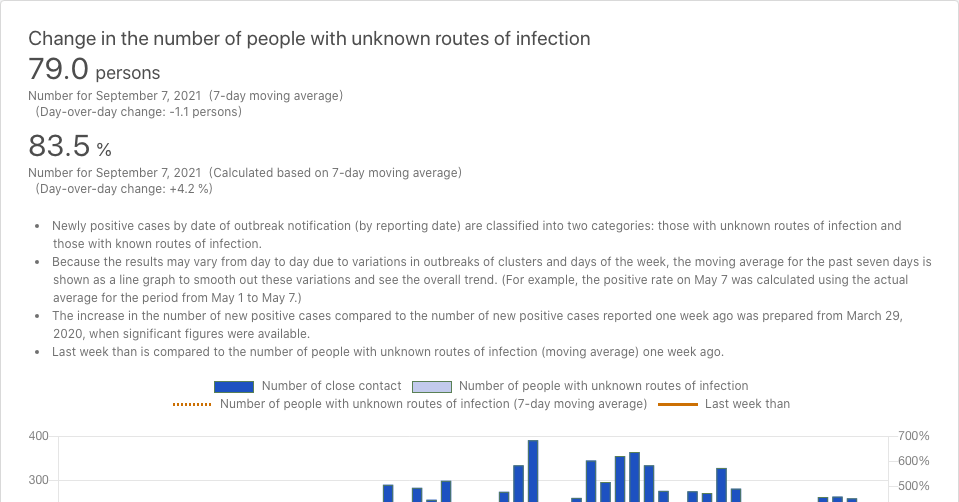 Change in the number of people with unknown routes of infection
79.0 persons
Number for September 7, 2021 (7-day moving average)
(Day-over-day change: -1.1 persons)
83.5 %
Number for September 7, 2021 (Calculated based on 7-day moving average)
(Day-over-day change: +4.2 %)
• Newly positive cases by date of outbreak notification (by reporting date) are classified into two categories: those with unknown routes of infection and
those with known routes of infection.
• Because the results may vary from day to day due to variations in outbreaks of clusters and days of the week, the moving average for the past seven days is
shown as a line graph to smooth out these variations and see the overall trend. (For example, the positive rate on May 7 was calculated using the actual
average for the period from May 1 to May 7.)
• The increase in the number of new positive cases compared to the number of new positive cases reported one week ago was prepared from March 29,
2020, when significant figures were available.
• Last week than is compared to the number of people with unknown routes of infection (moving average) one week ago.
Number of close contact Number of people with unknown routes of infection
Number of people with unknown routes of infection (7-day moving average) Last week than
400 700%
600%
300 500%